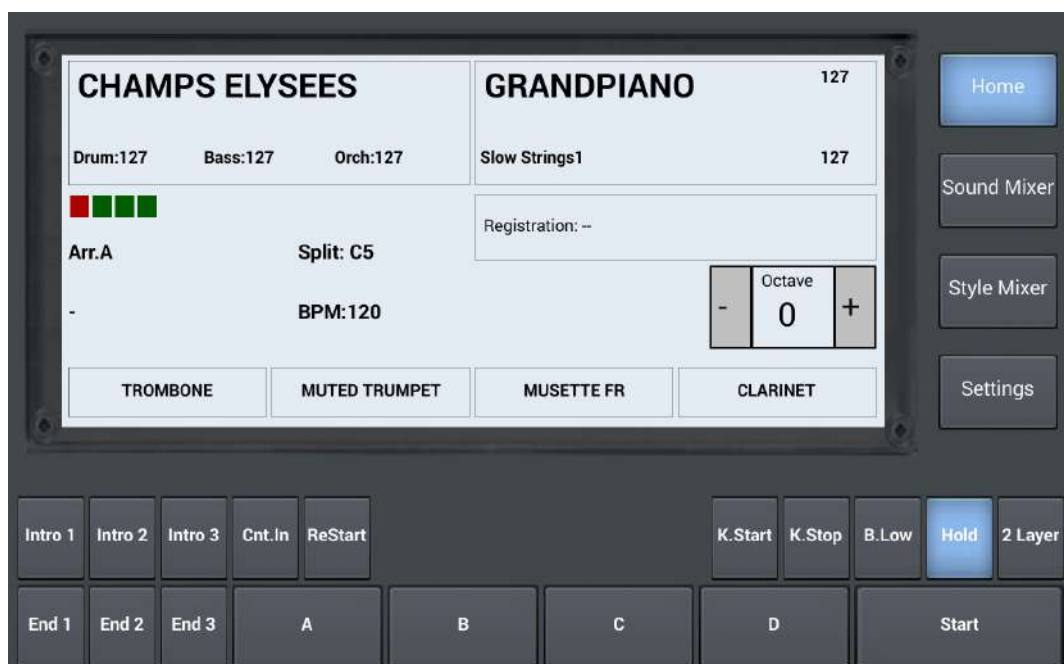 CHAMPS ELYSEES
GRANDPIANO 127
Drum:127 Bass:127 Orch:127
Slow Strings1 127
Registration: --
Arr.A Split: C5
- BPM:120
- Octave 0 +
TROMBONE MUTED TRUMPET MUSETTE FR CLARINET
Home
Sound Mixer
Style Mixer
Settings
Intro 1 Intro 2 Intro 3 Cnt.In ReStart K.Start K.Stop B.Low Hold 2 Layer
End 1 End 2 End 3 A B C D Start